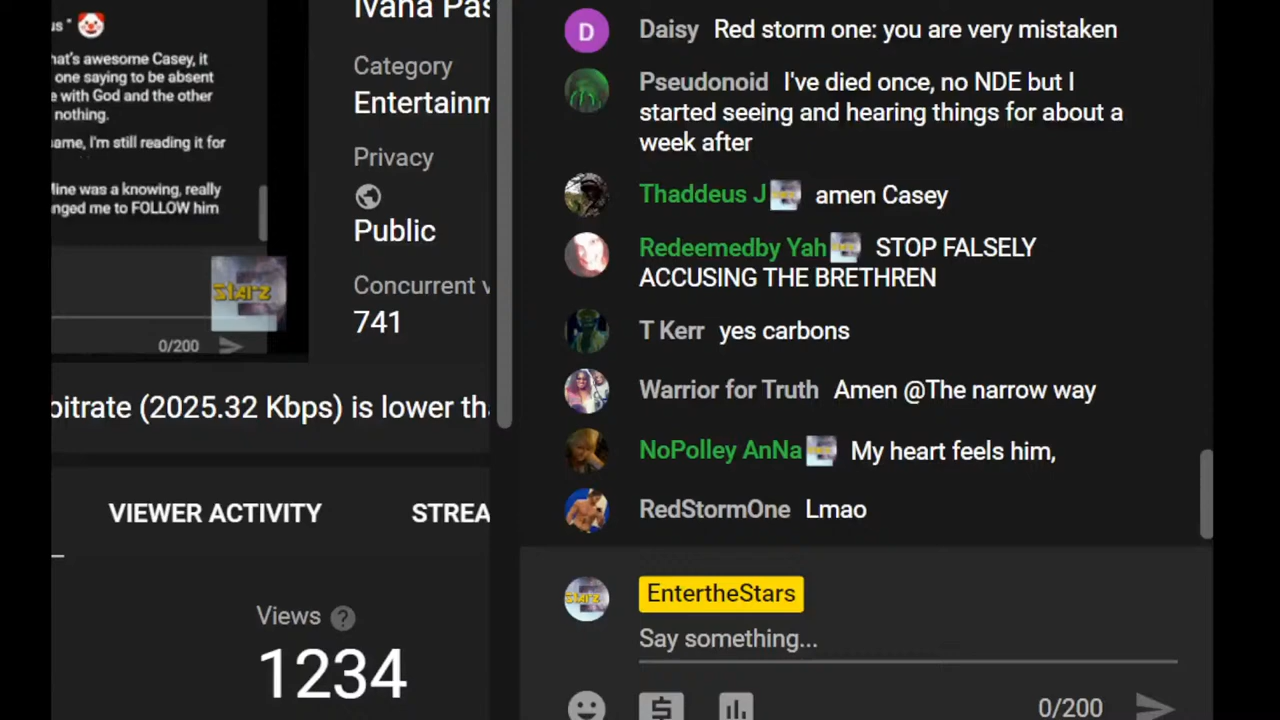 us " 🤡
hat's awesome Casey, it
one saying to be absent
e with God and the other
nothing.
ame, I'm still reading it for
Mine was a knowing, really
nged me to FOLLOW him
Starz
0/200
Ivana Pas
Category
Entertainm
Privacy
Public
Concurrent v
741
bitrate (2025.32 Kbps) is lower th
VIEWER ACTIVITY STREA
Views ?
1234
D Daisy Red storm one: you are very mistaken
Pseudonoid I've died once, no NDE but I
started seeing and hearing things for about a
week after
Thaddeus J amen Casey
Redeemedby Yah STOP FALSELY
ACCUSING THE BRETHREN
T Kerr yes carbons
Warrior for Truth Amen @The narrow way
NoPolley AnNa My heart feels him,
RedStormOne Lmao
Starz EntertheStars
Say something...
0/200